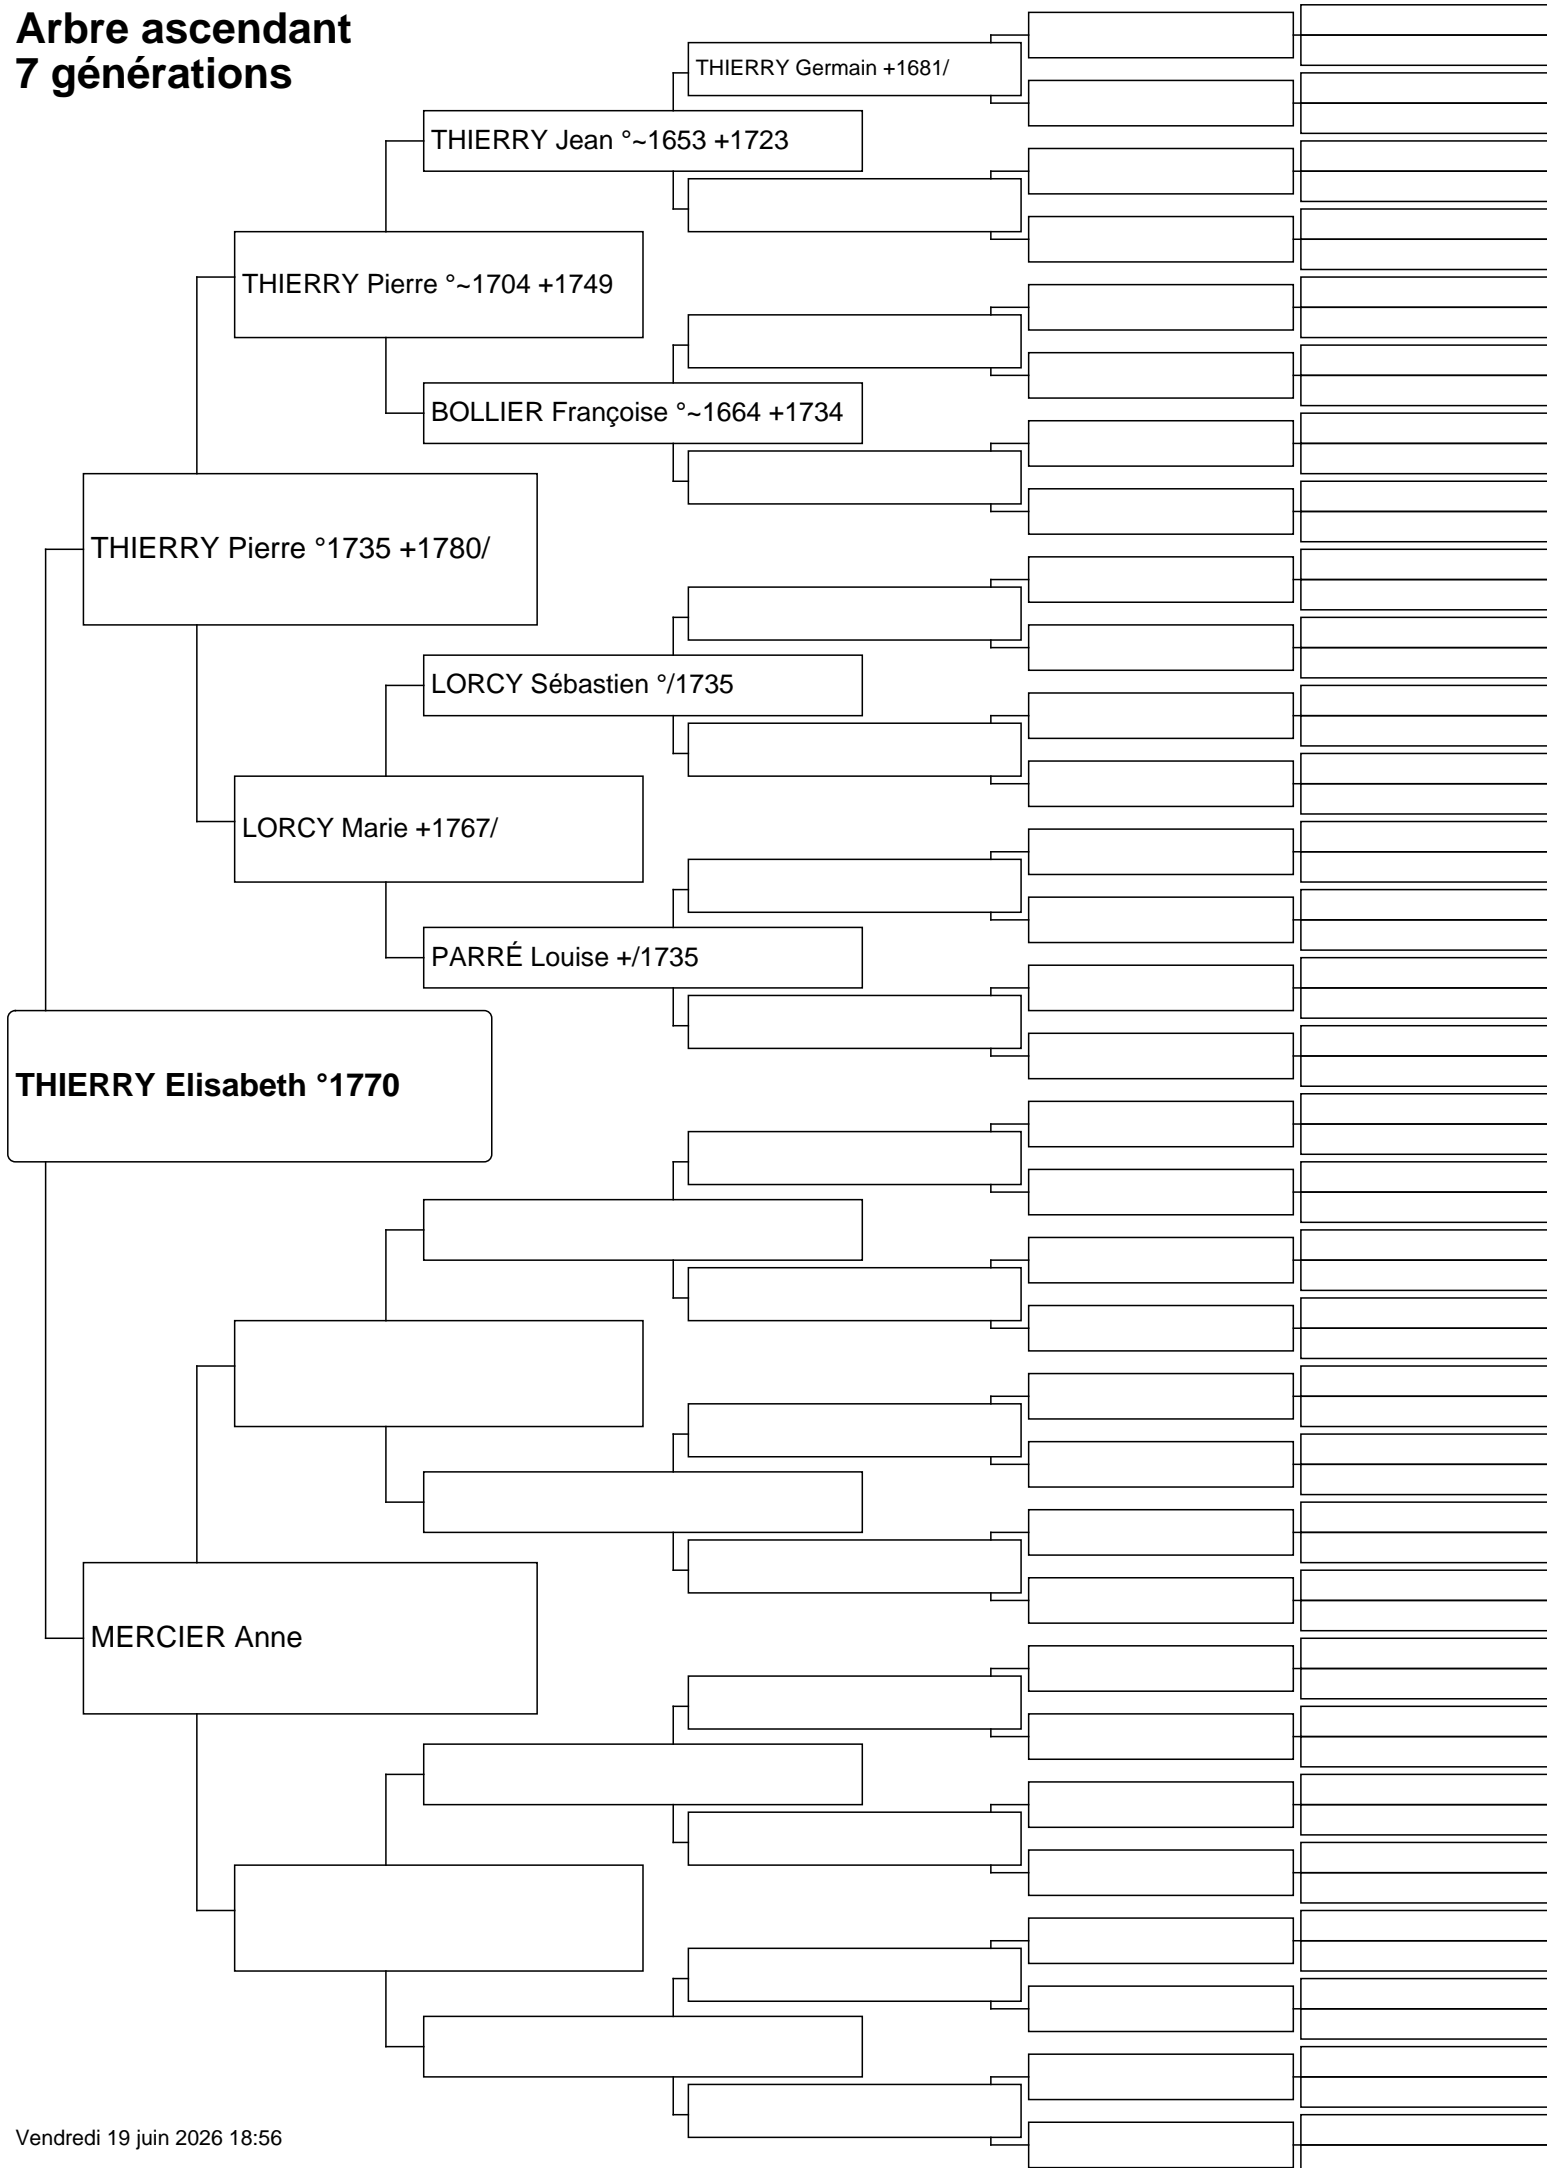 Arbre ascendant
7 générations
THIERRY Germain +1681/
THIERRY Jean °~1653 +1723
THIERRY Pierre °~1704 +1749
BOLLIER Françoise °~1664 +1734
THIERRY Pierre °1735 +1780/
LORCY Sébastien °/1735
LORCY Marie +1767/
PARRÉ Louise +/1735
THIERRY Elisabeth °1770
MERCIER Anne
Vendredi 19 juin 2026 18:56